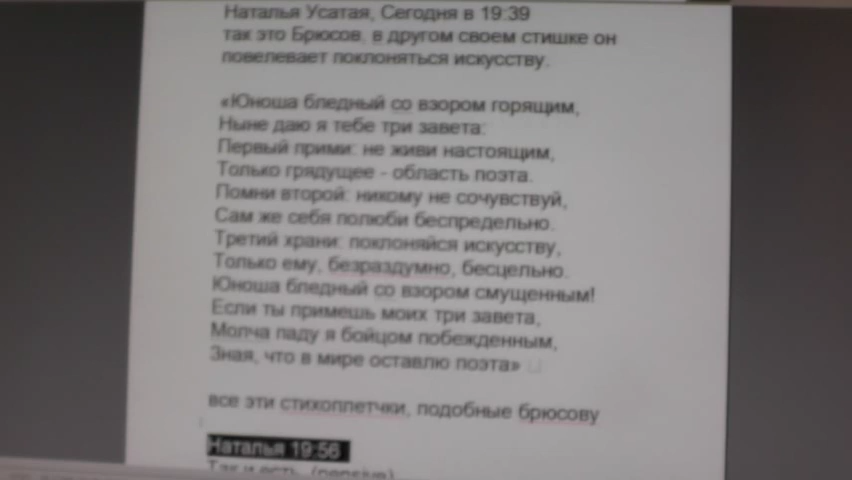 Наталья Усатая, Сегодня в 19:39
так это Брюсов, в другом своем стишке он
повелевает поклоняться искусству.
«Юноша бледный со взором горящим,
Ныне даю я тебе три завета:
Первый прими: не живи настоящим,
Только грядущее - область поэта.
Помни второй: никому не сочувствуй,
Сам же себя полюби беспредельно.
Третий храни: поклоняйся искусству,
Только ему, безраздумно, бесцельно.
Юноша бледный со взором смущенным!
Если ты примешь моих три завета,
Молча паду я бойцом побежденным,
Зная, что в мире оставлю поэта»
все эти стихоплетчки, подобные брюсову
Наталья 19:56
Так и есть. (pensive)